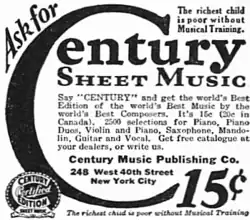 Ask for
The richest child
is poor without
Musical Training.
Century
SHEET MUSIC
Say "CENTURY" and get the world's Best
Edition of the world's Best Music by the
world's Best Composers. It's 15c (20c in
Canada). 2500 selections for Piano, Piano
Duos, Violin and Piano, Saxophone, Mando-
lin, Guitar and Vocal. Get free catalogue at
your dealers, or write us.
Century Music Publishing Co.
248 West 40th Street
New York City
15¢
CENTURY
Certified
EDITION
The richest child is poor without Musical Training